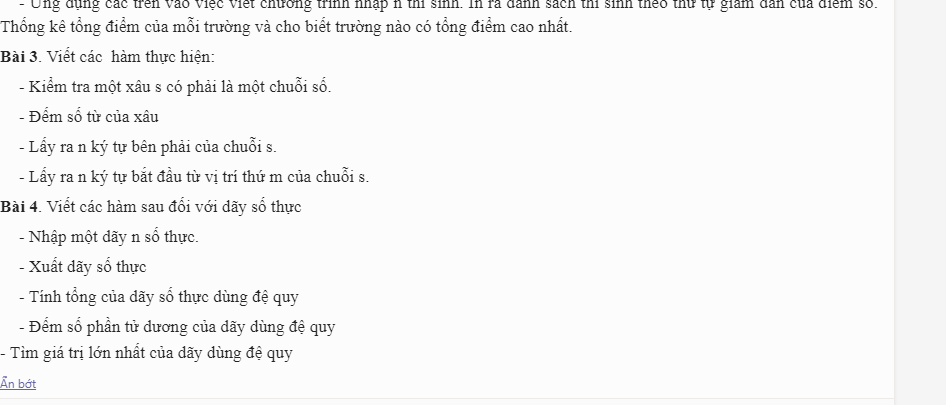 - Ứng dụng các trên vào việc viết chương trình nhập n thí sinh. In ra danh sách thí sinh theo thứ tự giảm dần của điểm số.
Thống kê tổng điểm của mỗi trường và cho biết trường nào có tổng điểm cao nhất.
Bài 3. Viết các hàm thực hiện:
- Kiểm tra một xâu s có phải là một chuỗi số.
- Đếm số từ của xâu
- Lấy ra n ký tự bên phải của chuỗi s.
- Lấy ra n ký tự bắt đầu từ vị trí thứ m của chuỗi s.
Bài 4. Viết các hàm sau đối với dãy số thực
- Nhập một dãy n số thực.
- Xuất dãy số thực
- Tính tổng của dãy số thực dùng đệ quy
- Đếm số phần tử dương của dãy dùng đệ quy
- Tìm giá trị lớn nhất của dãy dùng đệ quy
Ẩn bớt